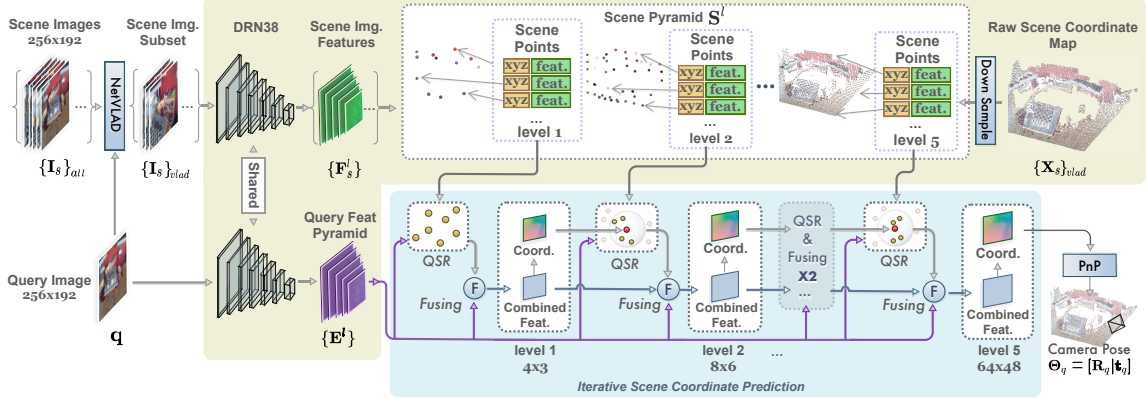 Scene Images
256x192
Scene Img.
Subset
DRN38
Scene Img.
Features
Scene Pyramid S^l
Raw Scene Coordinate
Map
NetVLAD
Scene
Points
xyz feat.
xyz feat.
xyz feat.
...
level 1
Scene
Points
xyz feat.
xyz feat.
xyz feat.
...
level 2
...
Scene
Points
xyz feat.
xyz feat.
xyz feat.
...
level 5
Down Sample
{I_s}_all
{I_s}_vlad
{F_s^l}
{X_s}_vlad
Shared
Query Image
256x192
q
Query Feat
Pyramid
{E^l}
QSR
Fusing
F
Coord.
Combined
Feat.
level 1
4x3
QSR
Fusing
F
Coord.
Combined
Feat.
level 2
8x6
QSR
&
Fusing
X2
...
...
QSR
Fusing
F
Coord.
Combined
Feat.
level 5
64x48
PnP
Camera Pose
Θ_q = [R_q|t_q]
Iterative Scene Coordinate Prediction